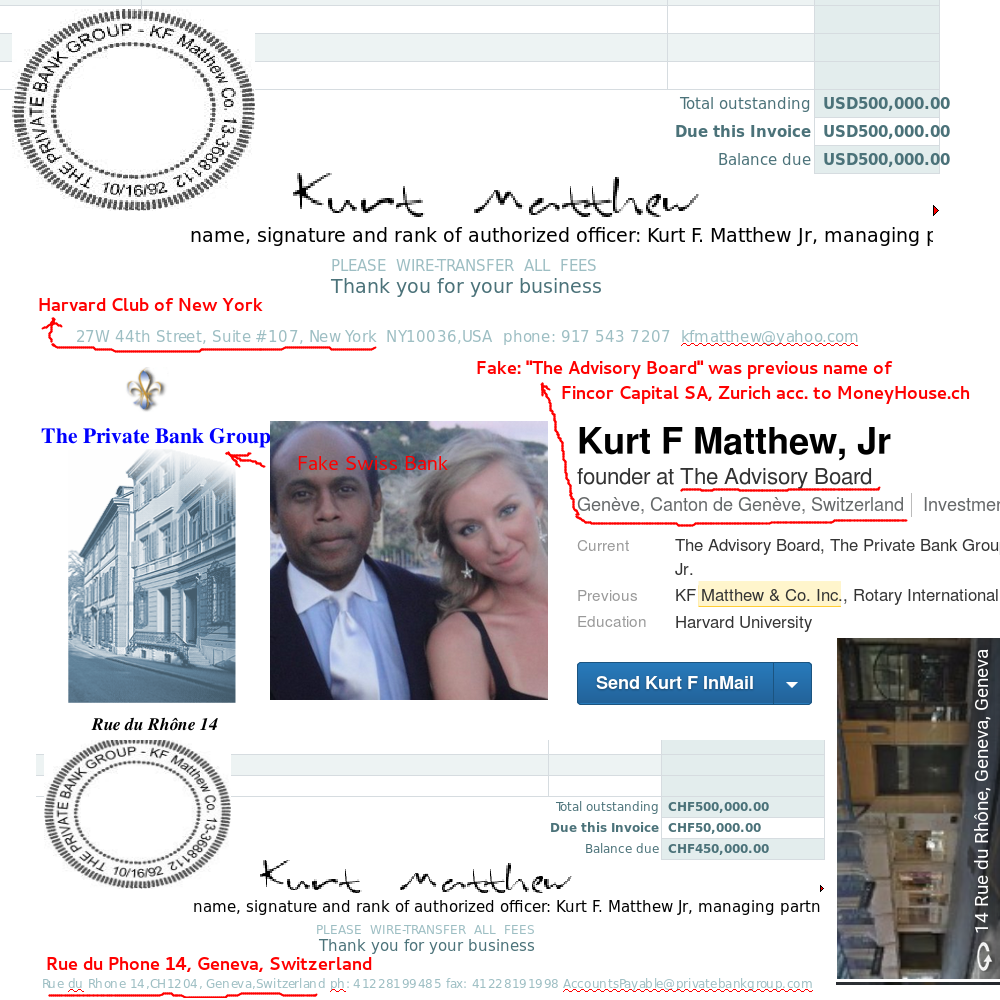 THE PRIVATE BANK GROUP - KF Matthew Co. 13-3688112
10/16/92
Total outstanding USD500,000.00
Due this Invoice USD500,000.00
Balance due USD500,000.00
Kurt Matthew
name, signature and rank of authorized officer: Kurt F. Matthew Jr, managing p
PLEASE WIRE-TRANSFER ALL FEES
Thank you for your business
Harvard Club of New York
27W 44th Street, Suite #107, New York NY10036,USA phone: 917 543 7207 kfmatthew@yahoo.com
Fake: "The Advisory Board" was previous name of
Fincor Capital SA, Zurich acc. to MoneyHouse.ch
The Private Bank Group
Fake Swiss Bank
Kurt F Matthew, Jr
founder at The Advisory Board
Genève, Canton de Genève, Switzerland | Investmen
Current The Advisory Board, The Private Bank Grou
Jr.
Previous KF Matthew & Co. Inc., Rotary International
Education Harvard University
Send Kurt F InMail
Rue du Rhône 14
14 Rue du Rhône, Geneva, Geneva
THE PRIVATE BANK GROUP - KF Matthew Co. 13-3688112
10/16/92
Total outstanding CHF500,000.00
Due this Invoice CHF50,000.00
Balance due CHF450,000.00
Kurt Matthew
name, signature and rank of authorized officer: Kurt F. Matthew Jr, managing partn
PLEASE WIRE-TRANSFER ALL FEES
Thank you for your business
Rue du Phone 14, Geneva, Switzerland
Rue du Rhone 14,CH1204, Geneva,Switzerland ph: 41228199485 fax: 41228191998 AccountsPayable@privatebankgroup.com